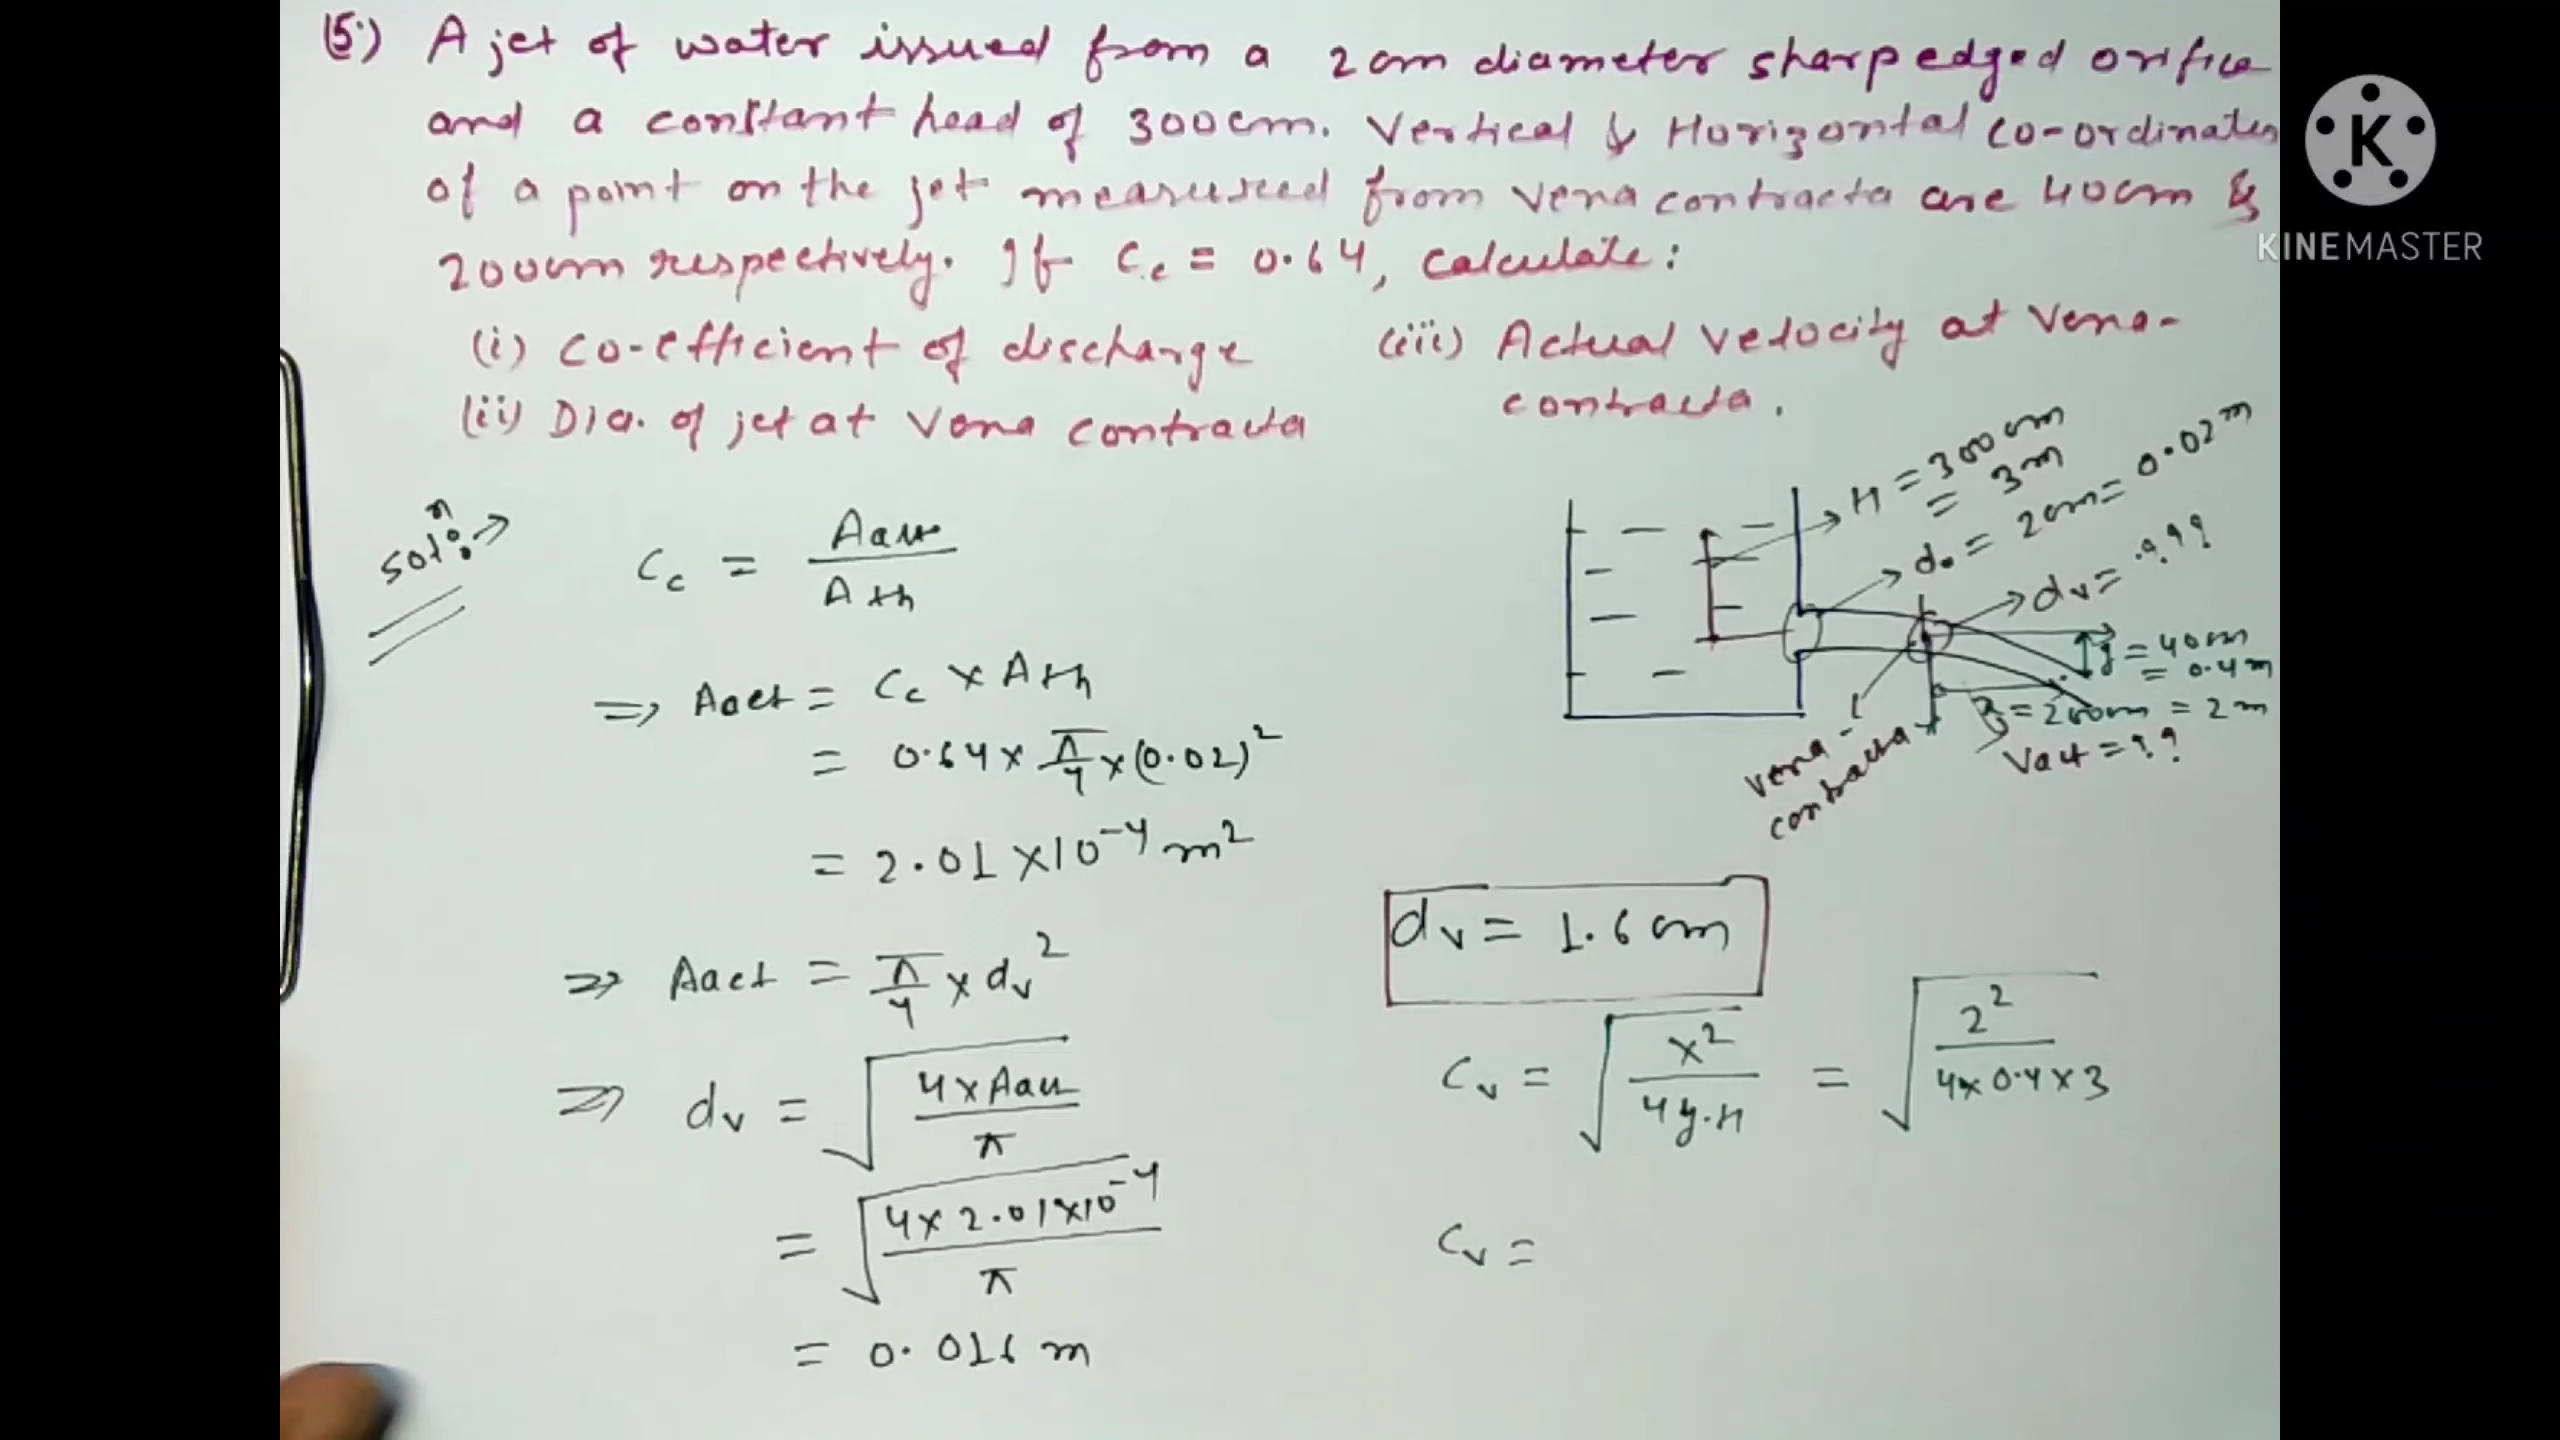 (5.) A jet of water issued from a 2cm diameter sharp edged orifice
and a constant head of 300cm. Vertical & Horizontal co-ordinates
of a point on the jet measured from vena contracta are 40cm &
200cm respectively. If Cc = 0.64, calculate:
(i) co-efficient of discharge
(ii) Dia. of jet at Vena contracta
(iii) Actual velocity at Vena-
contracta.
KINEMASTER
Solⁿ: →
Cc = Aact / Ath
⇒ Aact = Cc × Ath
= 0.64 × π/4 × (0.02)²
= 2.01 × 10⁻⁴ m²
⇒ Aact = π/4 × dv²
⇒ dv = √(4 × Aact / π)
= √(4 × 2.01 × 10⁻⁴ / π)
= 0.016 m
H = 300cm
= 3m
do = 2cm = 0.02m
dv = ???
y = 40cm
= 0.4m
x = 200cm = 2m
Vact = ??
Vena-
contracta
dv = 1.6 cm
Cv = √(x² / 4y.H) = √(2² / 4×0.4×3)
Cv =